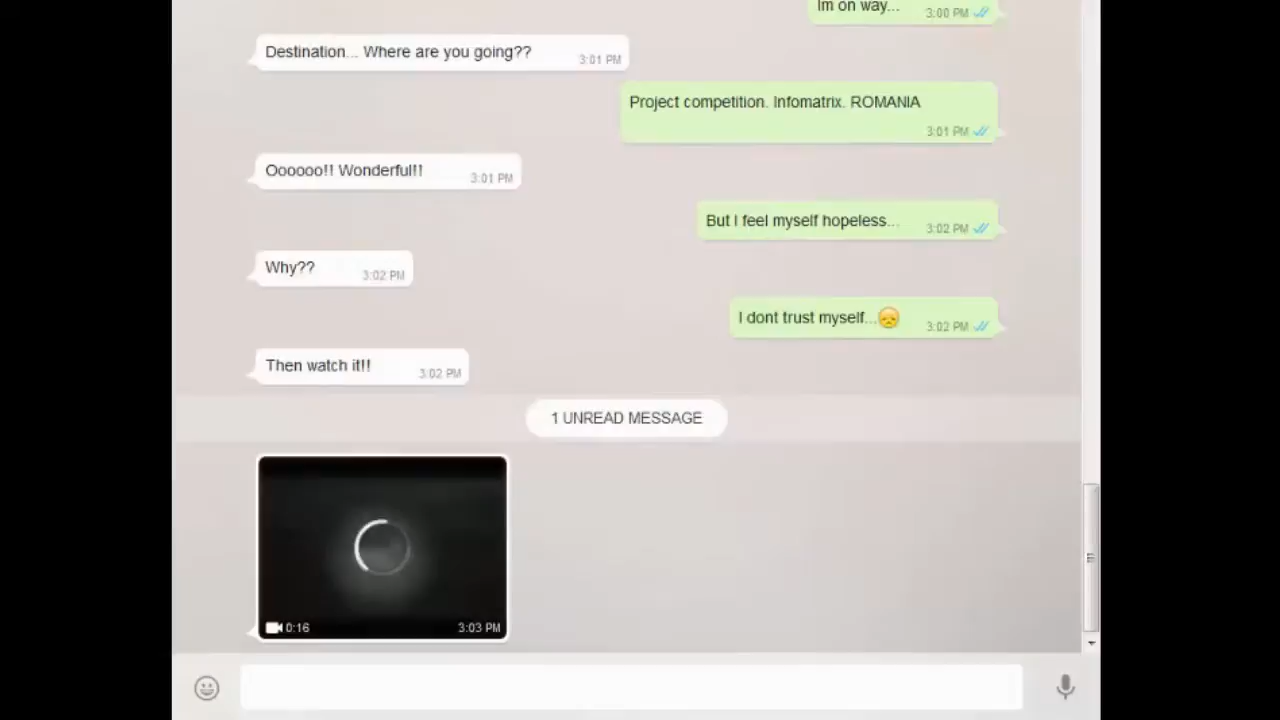 Im on way...
3:00 PM
Destination... Where are you going??
3:01 PM
Project competition. Infomatrix. ROMANIA
3:01 PM
Oooooo!! Wonderful!!
3:01 PM
But I feel myself hopeless...
3:02 PM
Why??
3:02 PM
I dont trust myself...
3:02 PM
Then watch it!!
3:02 PM
1 UNREAD MESSAGE
0:16
3:03 PM